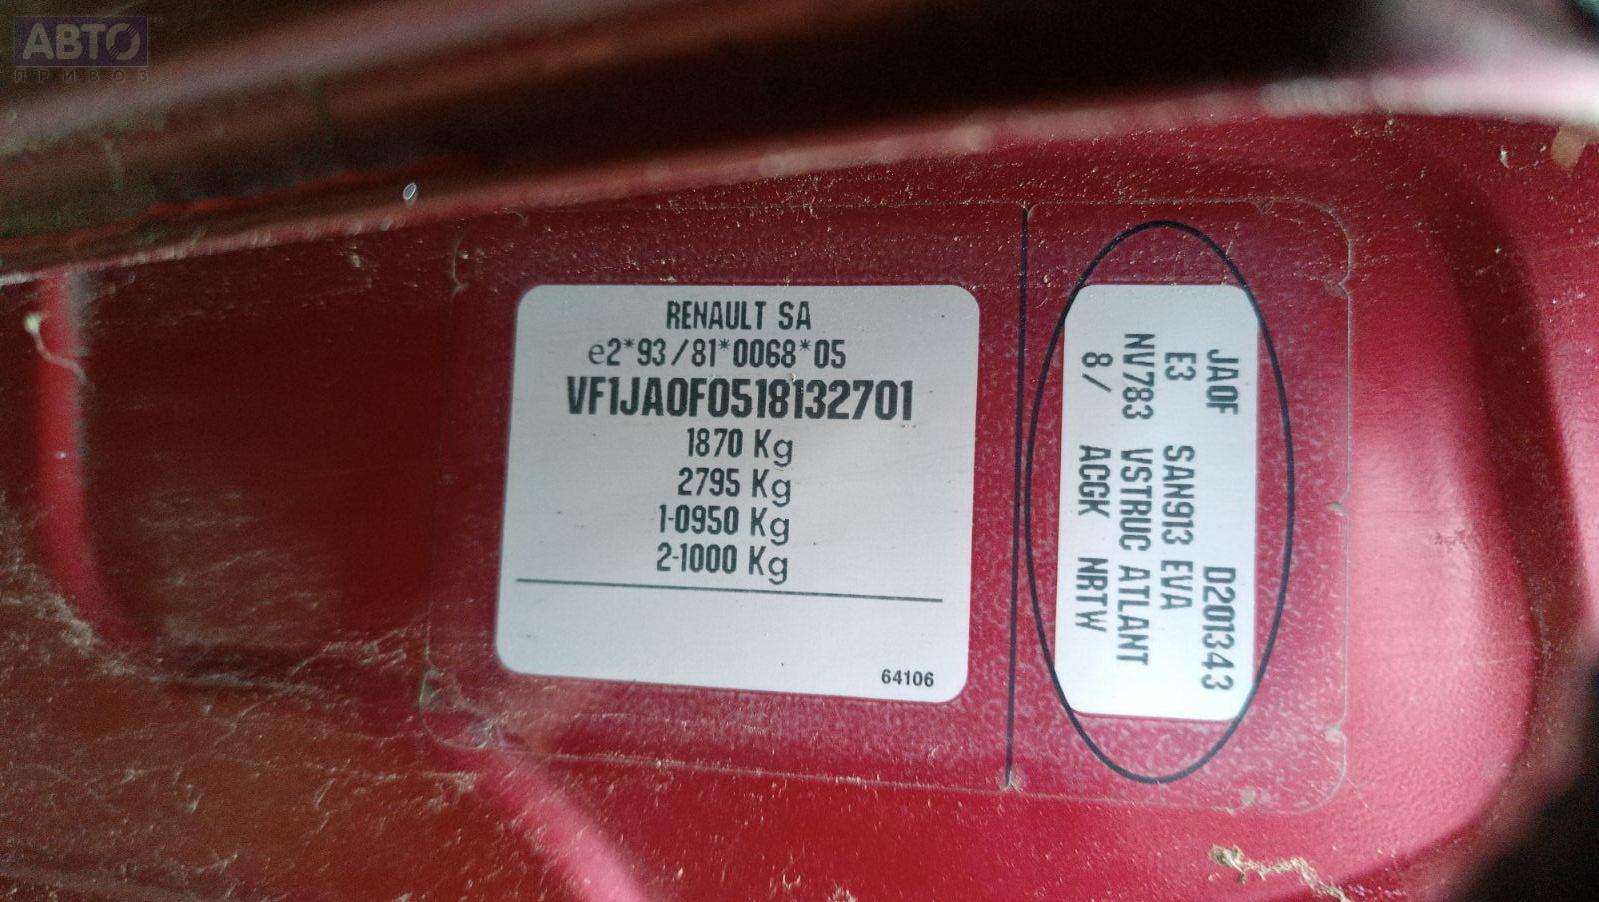 АВТО
ПРИВОЗ
RENAULT SA
e2*93/81*0068*05
VF1JA0F0518132701
1870 Kg
2795 Kg
1-0950 Kg
2-1000 Kg
64106
JA0F D201343
E3 SAN913 EVA
NV783 VSTRUC ATLANT
8/ ACGK NRTW